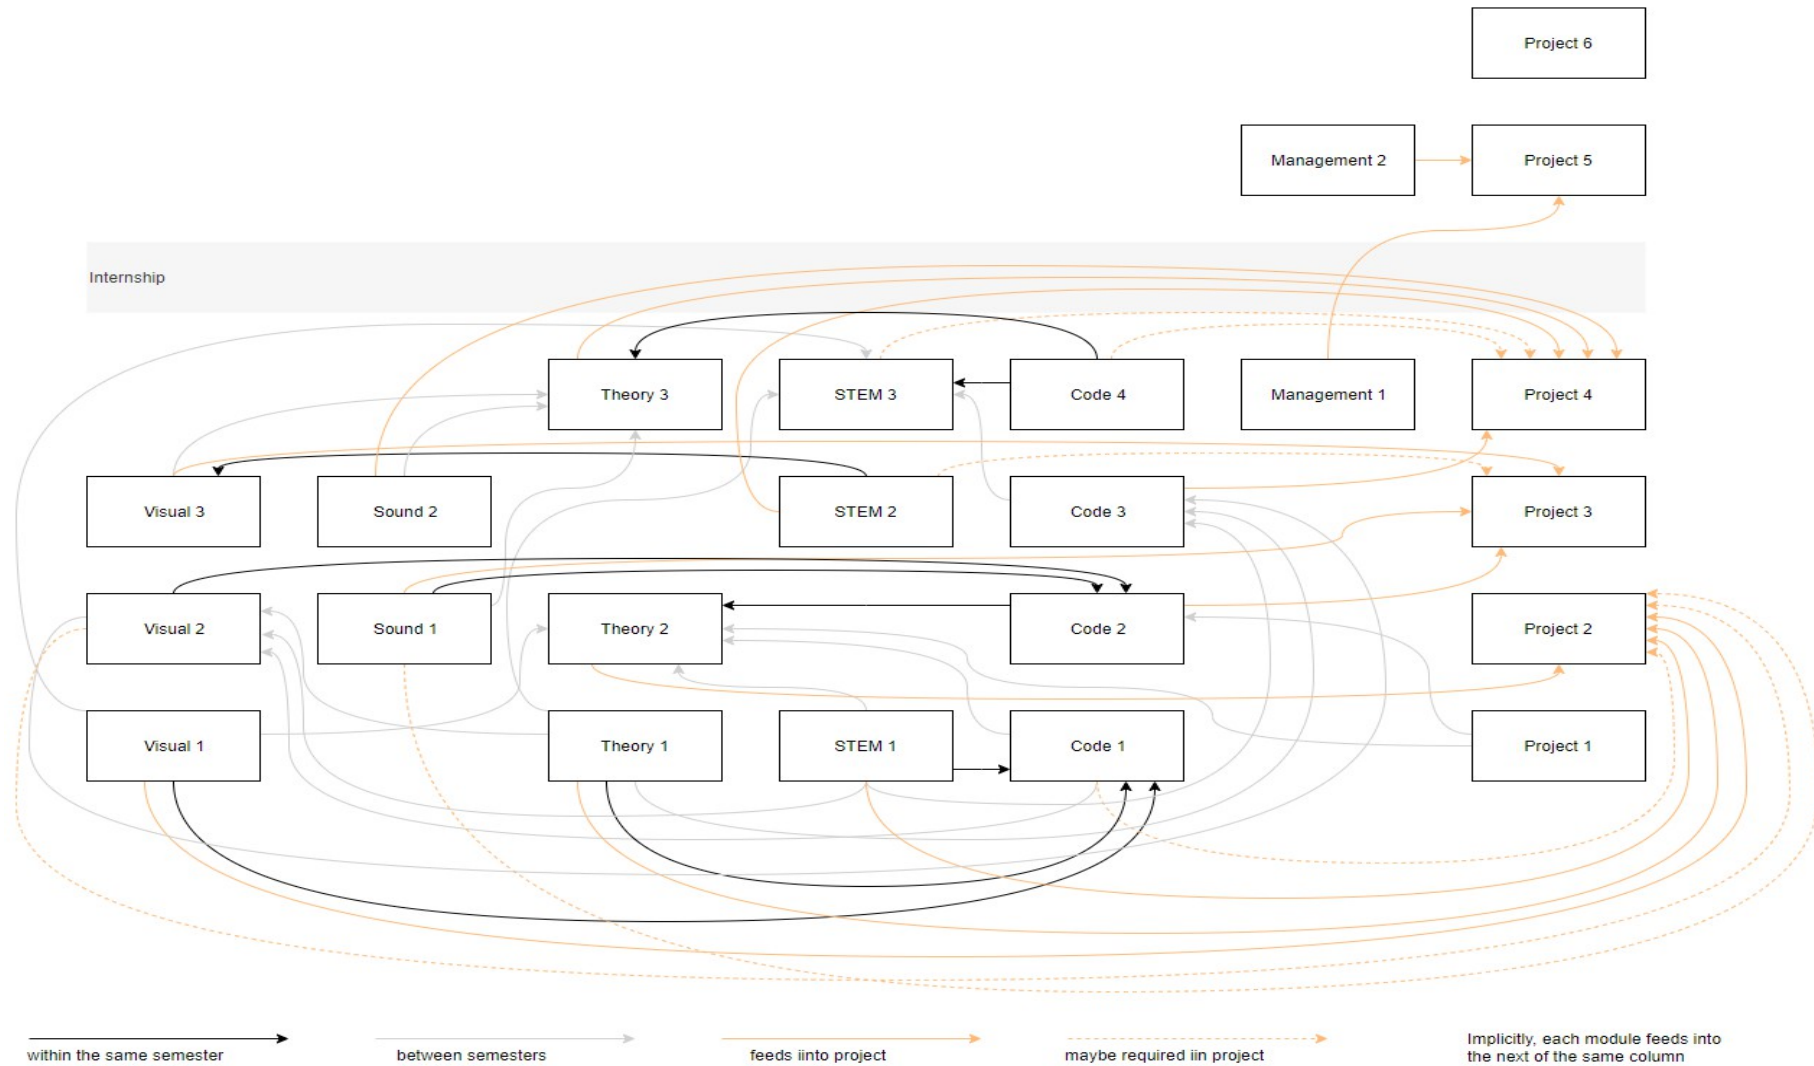 Project 6
Management 2
Project 5
Internship
Theory 3
STEM 3
Code 4
Management 1
Project 4
Visual 3
Sound 2
STEM 2
Code 3
Project 3
Visual 2
Sound 1
Theory 2
Code 2
Project 2
Visual 1
Theory 1
STEM 1
Code 1
Project 1
within the same semester
between semesters
feeds iinto project
maybe required iin project
Implicitly, each module feeds into
the next of the same column